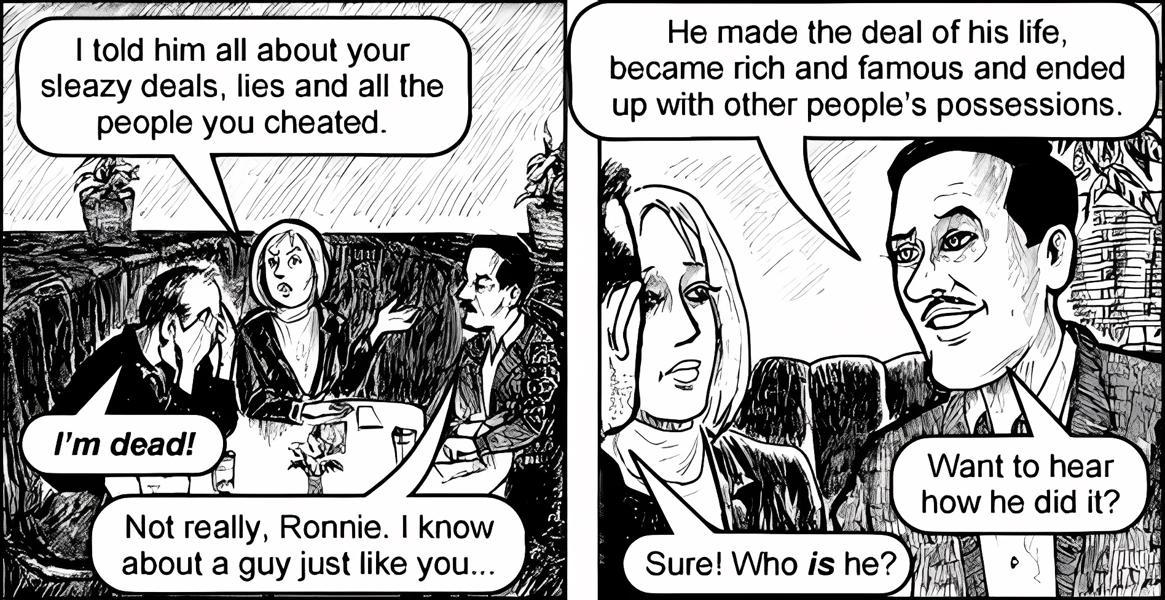 I told him all about your
sleazy deals, lies and all the
people you cheated.
I'm dead!
Not really, Ronnie. I know
about a guy just like you...
He made the deal of his life,
became rich and famous and ended
up with other people's possessions.
Want to hear
how he did it?
Sure! Who is he?